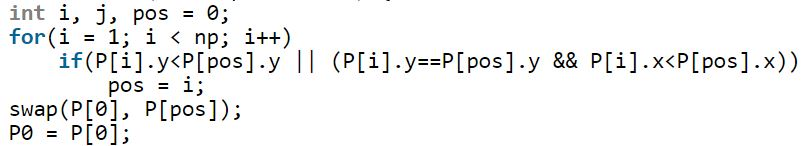 int i, j, pos = 0;
for(i = 1; i < np; i++)
    if(P[i].y<P[pos].y || (P[i].y==P[pos].y && P[i].x<P[pos].x))
        pos = i;
swap(P[0], P[pos]);
P0 = P[0];